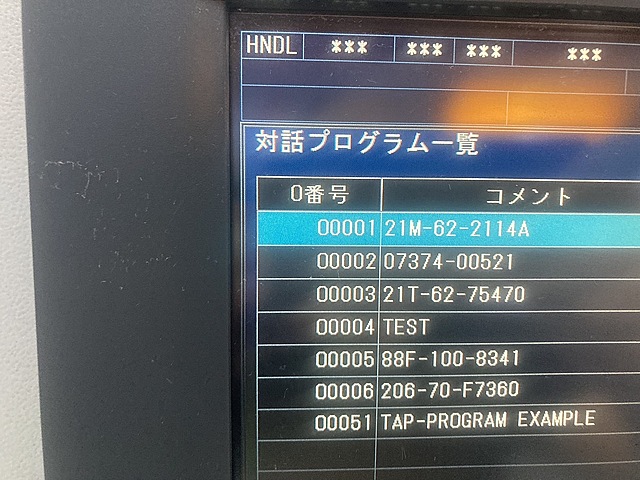 HNDL *** *** *** ***
対話プログラム一覧
O番号 コメント
O0001 21M-62-2114A
O0002 07374-00521
O0003 21T-62-75470
O0004 TEST
O0005 88F-100-8341
O0006 206-70-F7360
O0051 TAP-PROGRAM EXAMPLE